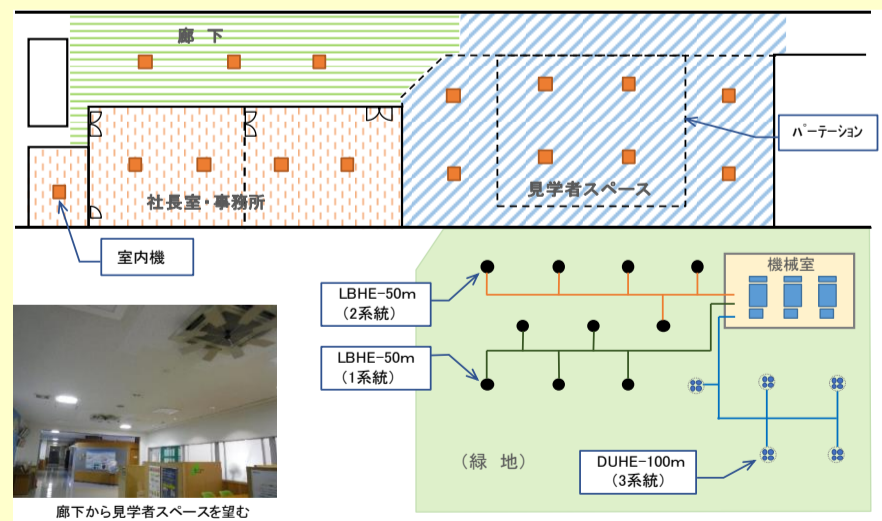 廊 下
パーテーション
見学者スペース
社長室・事務所
室内機
機械室
LBHE-50m
(2系統)
LBHE-50m
(1系統)
(緑 地)
DUHE-100m
(3系統)
廊下から見学者スペースを望む